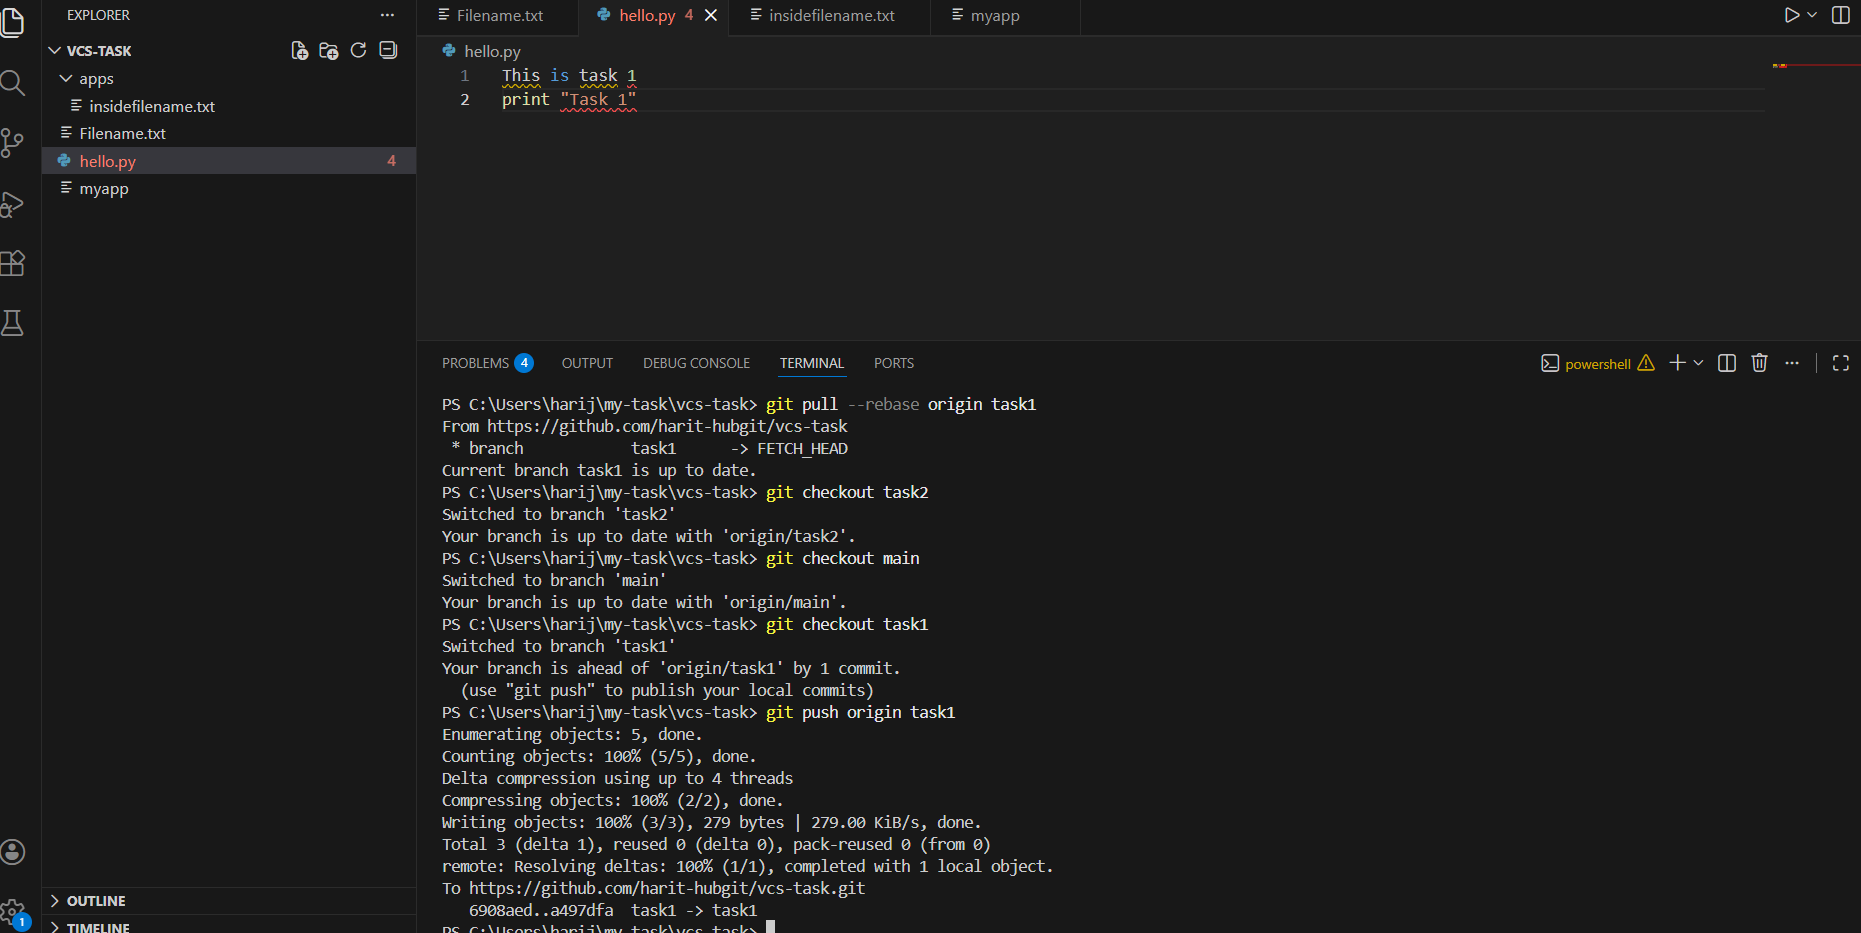 EXPLORER
VCS-TASK
apps
insidefilename.txt
Filename.txt
hello.py 4
myapp
OUTLINE
TIMELINE
1
Filename.txt hello.py 4 insidefilename.txt myapp
hello.py
1 This is task 1
2 print "Task 1"
PROBLEMS 4 OUTPUT DEBUG CONSOLE TERMINAL PORTS powershell
PS C:\Users\harij\my-task\vcs-task> git pull --rebase origin task1
From https://github.com/harit-hubgit/vcs-task
 * branch            task1      -> FETCH_HEAD
Current branch task1 is up to date.
PS C:\Users\harij\my-task\vcs-task> git checkout task2
Switched to branch 'task2'
Your branch is up to date with 'origin/task2'.
PS C:\Users\harij\my-task\vcs-task> git checkout main
Switched to branch 'main'
Your branch is up to date with 'origin/main'.
PS C:\Users\harij\my-task\vcs-task> git checkout task1
Switched to branch 'task1'
Your branch is ahead of 'origin/task1' by 1 commit.
  (use "git push" to publish your local commits)
PS C:\Users\harij\my-task\vcs-task> git push origin task1
Enumerating objects: 5, done.
Counting objects: 100% (5/5), done.
Delta compression using up to 4 threads
Compressing objects: 100% (2/2), done.
Writing objects: 100% (3/3), 279 bytes | 279.00 KiB/s, done.
Total 3 (delta 1), reused 0 (delta 0), pack-reused 0 (from 0)
remote: Resolving deltas: 100% (1/1), completed with 1 local object.
To https://github.com/harit-hubgit/vcs-task.git
   6908aed..a497dfa  task1 -> task1
PS C:\Users\harij\my-task\vcs-task>